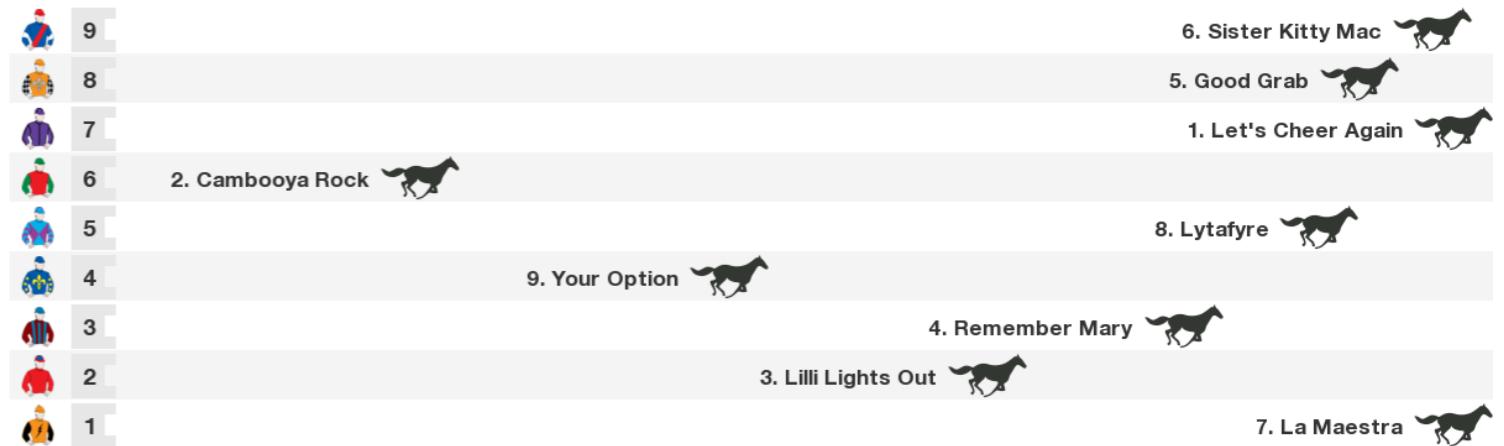 9 6. Sister Kitty Mac
8 5. Good Grab
7 1. Let's Cheer Again
6 2. Cambooya Rock
5 8. Lytafyre
4 9. Your Option
3 4. Remember Mary
2 3. Lilli Lights Out
1 7. La Maestra